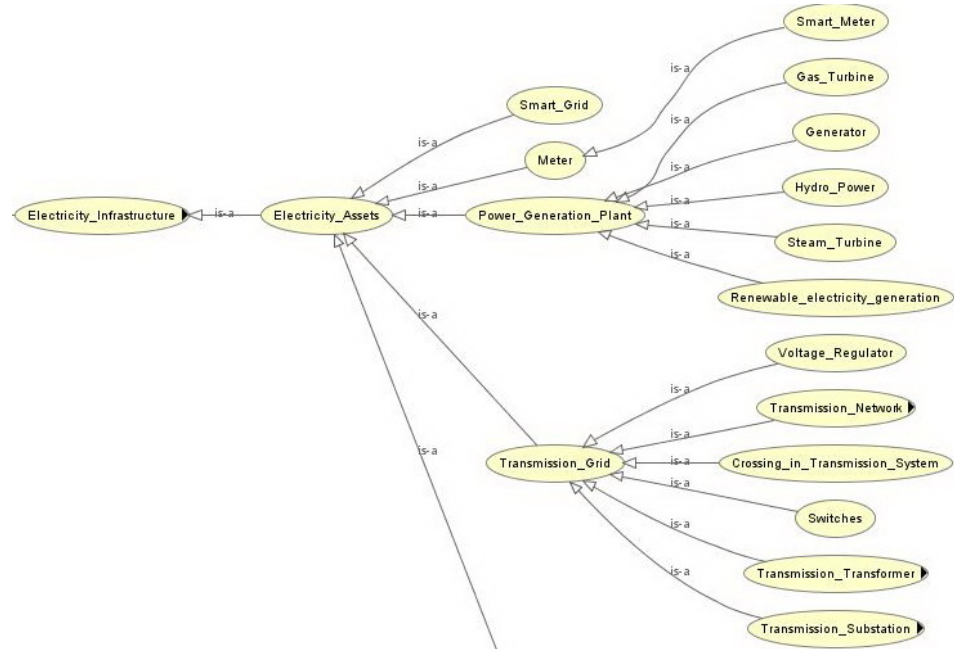 Smart_Meter
is-a
Gas_Turbine
Smart_Grid
is-a
Generator
is-a
Meter
is-a
is-a
Hydro_Power
is-a
Electricity_Infrastructure
is-a
Electricity_Assets
is-a
Power_Generation_Plant
is-a
Steam_Turbine
is-a
Renewable_electricity_generation
is-a
Voltage_Regulator
is-a
Transmission_Network
is-a
is-a
Transmission_Grid
is-a
Crossing_in_Transmission_System
is-a
Switches
is-a
Transmission_Transformer
is-a
Transmission_Substation